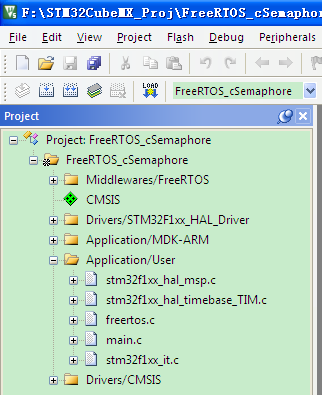 F:\STM32CubeMX_Proj\FreeRTOS_cSemaphore
File Edit View Project Flash Debug Peripherals
LOAD FreeRTOS_cSemaphore
Project
Project: FreeRTOS_cSemaphore
FreeRTOS_cSemaphore
Middlewares/FreeRTOS
CMSIS
Drivers/STM32F1xx_HAL_Driver
Application/MDK-ARM
Application/User
stm32f1xx_hal_msp.c
stm32f1xx_hal_timebase_TIM.c
freertos.c
main.c
stm32f1xx_it.c
Drivers/CMSIS